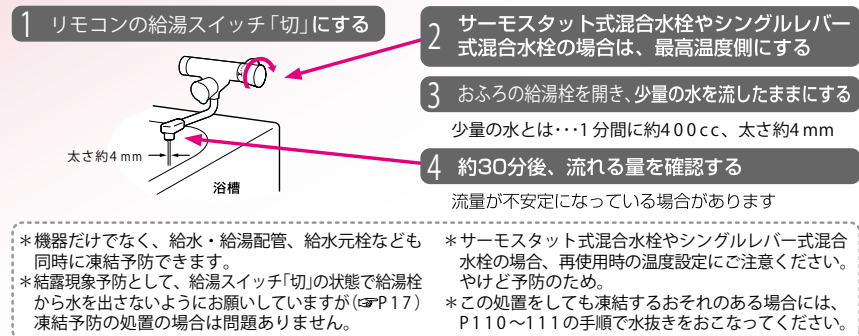 1 リモコンの給湯スイッチ「切」にする
太さ約4mm
浴槽
2 サーモスタット式混合水栓やシングルレバー
式混合水栓の場合は、最高温度側にする
3 おふろの給湯栓を開き、少量の水を流したままにする
少量の水とは・・・1分間に約400cc、太さ約4mm
4 約30分後、流れる量を確認する
流量が不安定になっている場合があります
＊機器だけでなく、給水・給湯配管、給水元栓なども
同時に凍結予防できます。
＊結露現象予防として、給湯スイッチ「切」の状態で給湯栓
から水を出さないようにお願いしていますが(☞P17)
凍結予防の処置の場合は問題ありません。
＊サーモスタット式混合水栓やシングルレバー式混合
水栓の場合、再使用時の温度設定にご注意ください。
やけど予防のため。
＊この処置をしても凍結するおそれのある場合には、
P110～111の手順で水抜きをおこなってください。